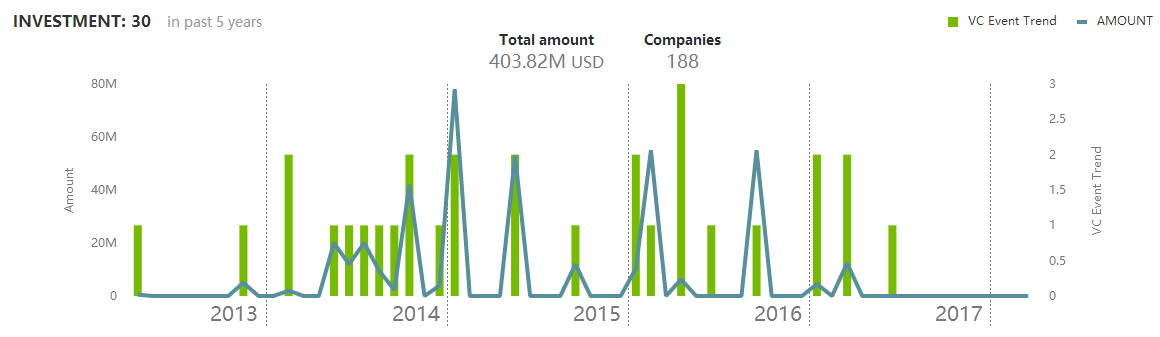 INVESTMENT: 30 in past 5 years
VC Event Trend AMOUNT
Total amount Companies
403.82M USD 188
80M
60M
40M
20M
0
Amount
3
2.5
2
1.5
1
0.5
0
VC Event Trend
2013 2014 2015 2016 2017